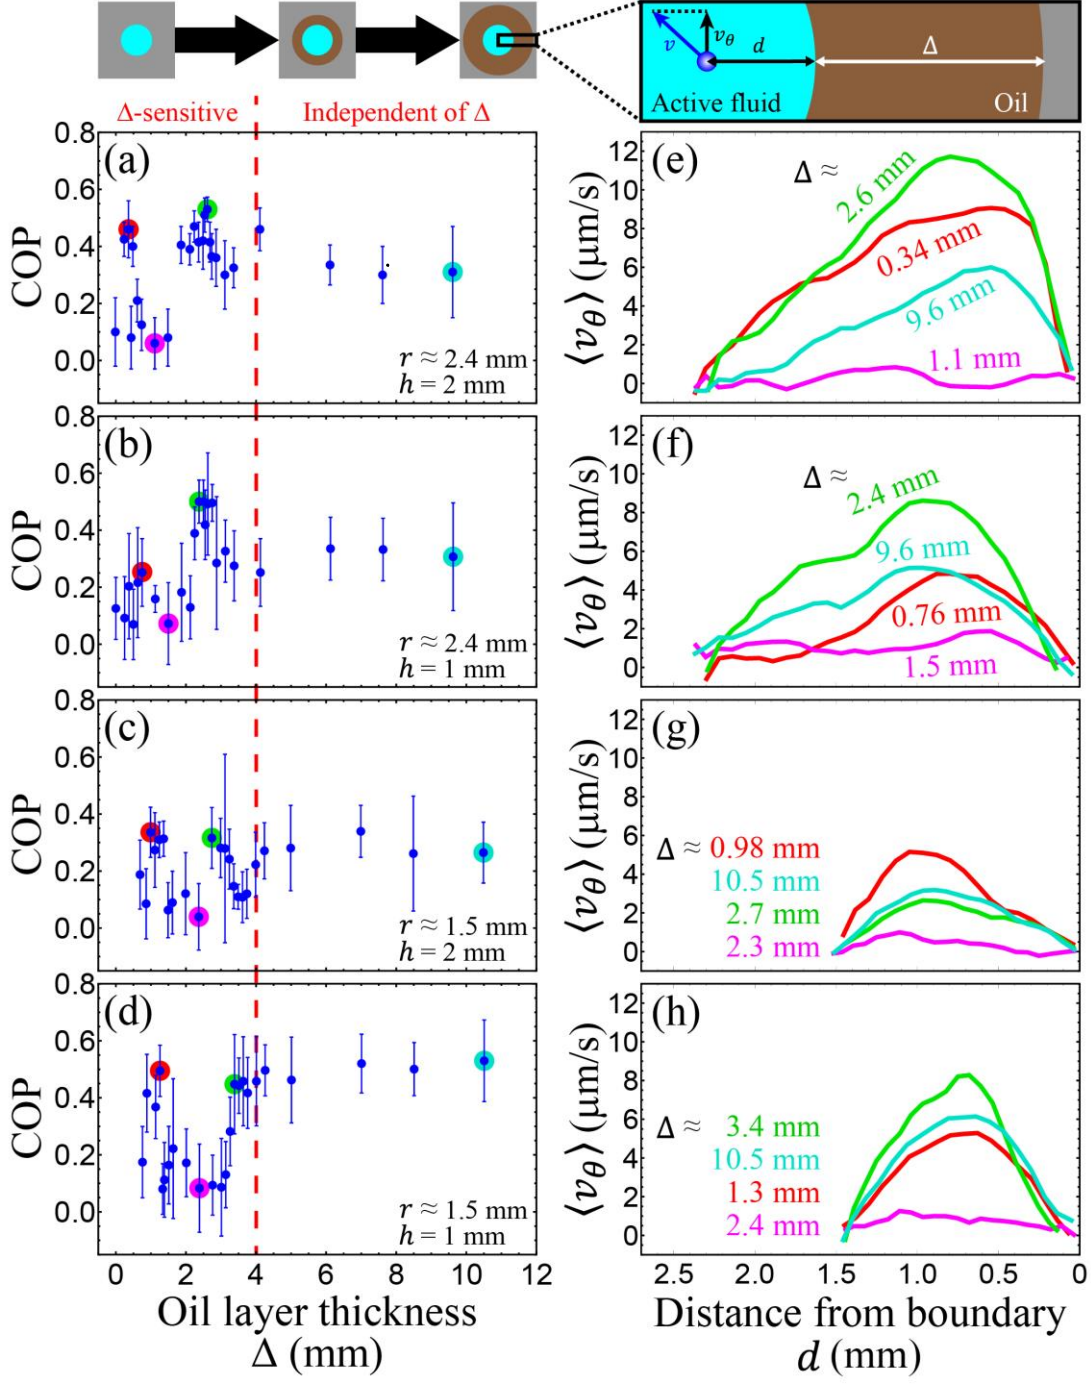 v
v_θ
d
Δ
Active fluid
Oil
Δ-sensitive
Independent of Δ
(a)
0.8
0.6
0.4
0.2
0.0
COP
r ≈ 2.4 mm
h = 2 mm
(e)
12
10
8
6
4
2
0
⟨v_θ⟩ (μm/s)
Δ ≈
2.6 mm
0.34 mm
9.6 mm
1.1 mm
(b)
0.8
0.6
0.4
0.2
0.0
COP
r ≈ 2.4 mm
h = 1 mm
(f)
12
10
8
6
4
2
0
⟨v_θ⟩ (μm/s)
Δ ≈
2.4 mm
9.6 mm
0.76 mm
1.5 mm
(c)
0.8
0.6
0.4
0.2
0.0
COP
r ≈ 1.5 mm
h = 2 mm
(g)
12
10
8
6
4
2
0
⟨v_θ⟩ (μm/s)
Δ ≈ 0.98 mm
10.5 mm
2.7 mm
2.3 mm
(d)
0.8
0.6
0.4
0.2
0.0
COP
r ≈ 1.5 mm
h = 1 mm
0 2 4 6 8 10 12
Oil layer thickness
Δ (mm)
(h)
12
10
8
6
4
2
0
⟨v_θ⟩ (μm/s)
Δ ≈ 3.4 mm
10.5 mm
1.3 mm
2.4 mm
2.5 2.0 1.5 1.0 0.5 0
Distance from boundary
d (mm)